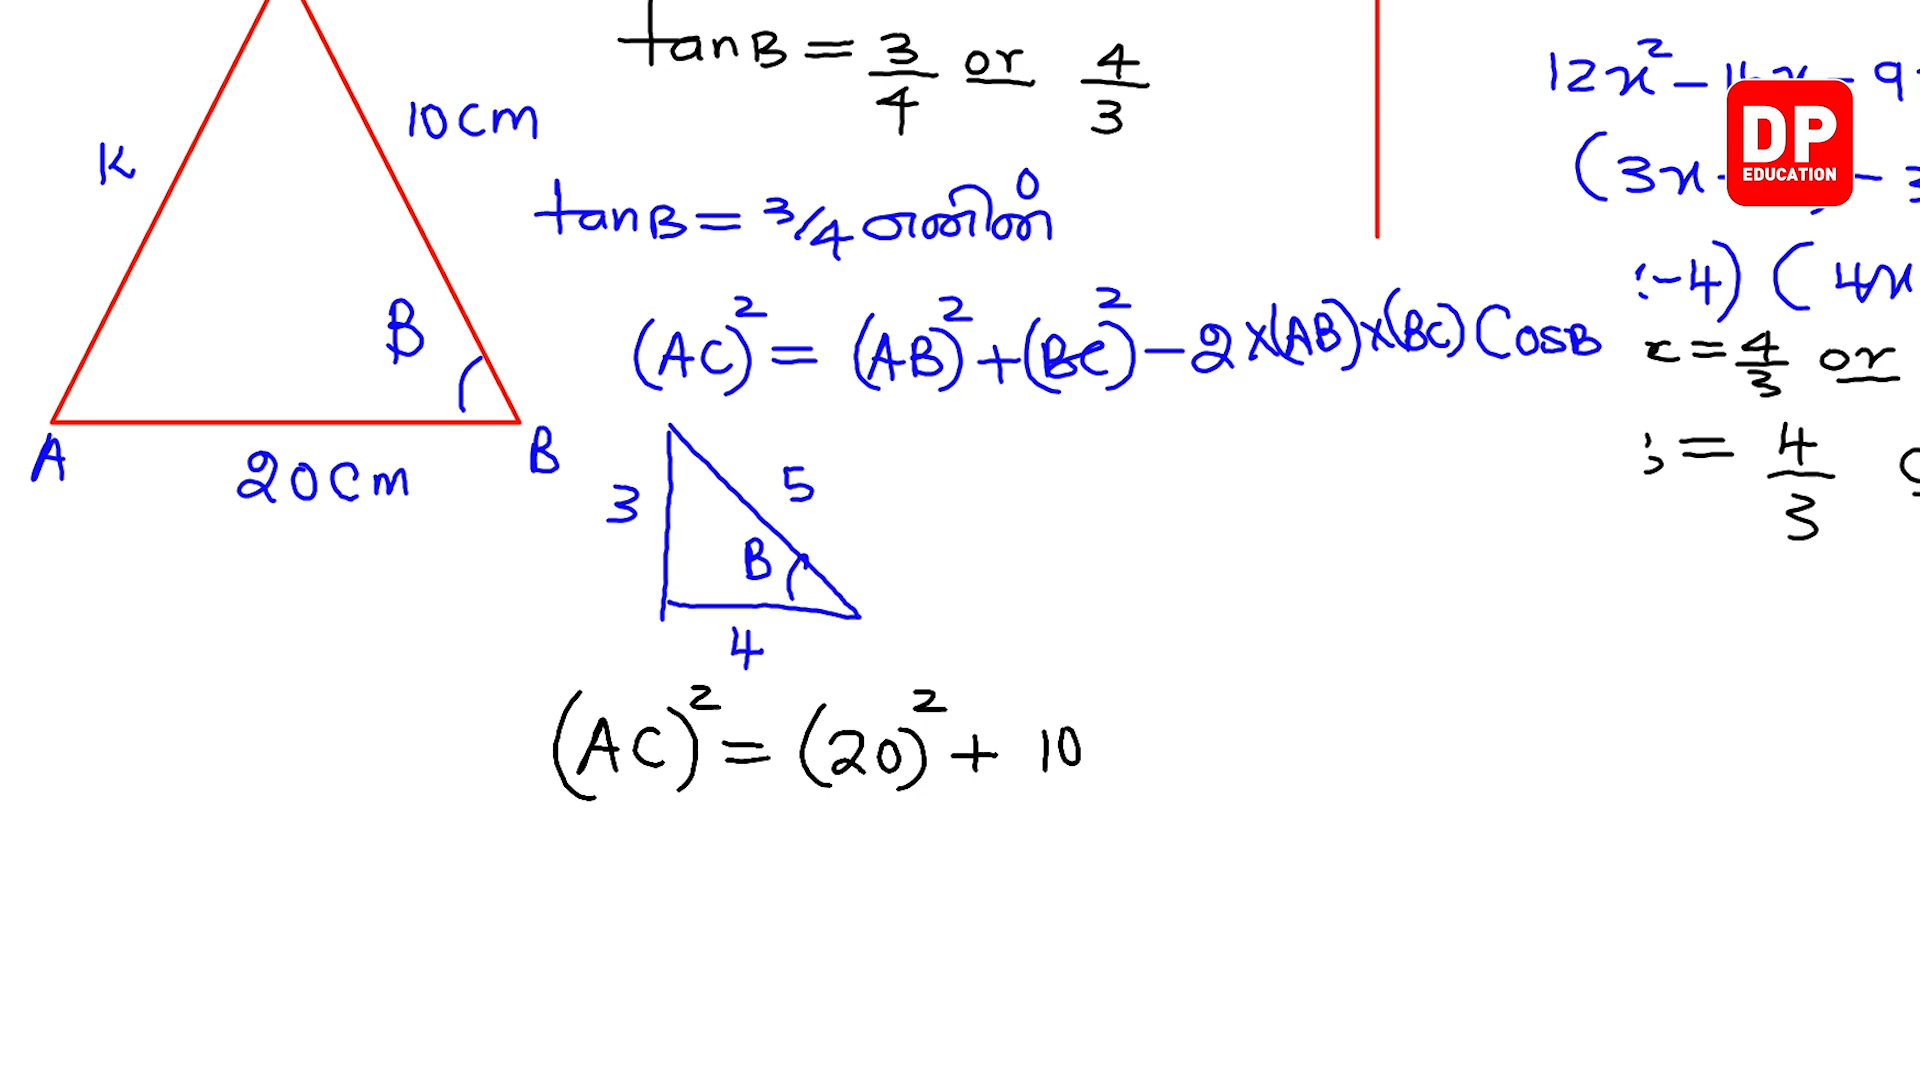 tanB = 3/4 or 4/3
K
10cm
tanB = 3/4
B
(AC)² = (AB)² + (BC)² − 2×(AB)×(BC) CosB
A
20cm
B
3
5
B
4
(AC)² = (20)² + 10
12x²
DP
EDUCATION
(3x
−4) (4x
x = 4/3 or
= 4/3